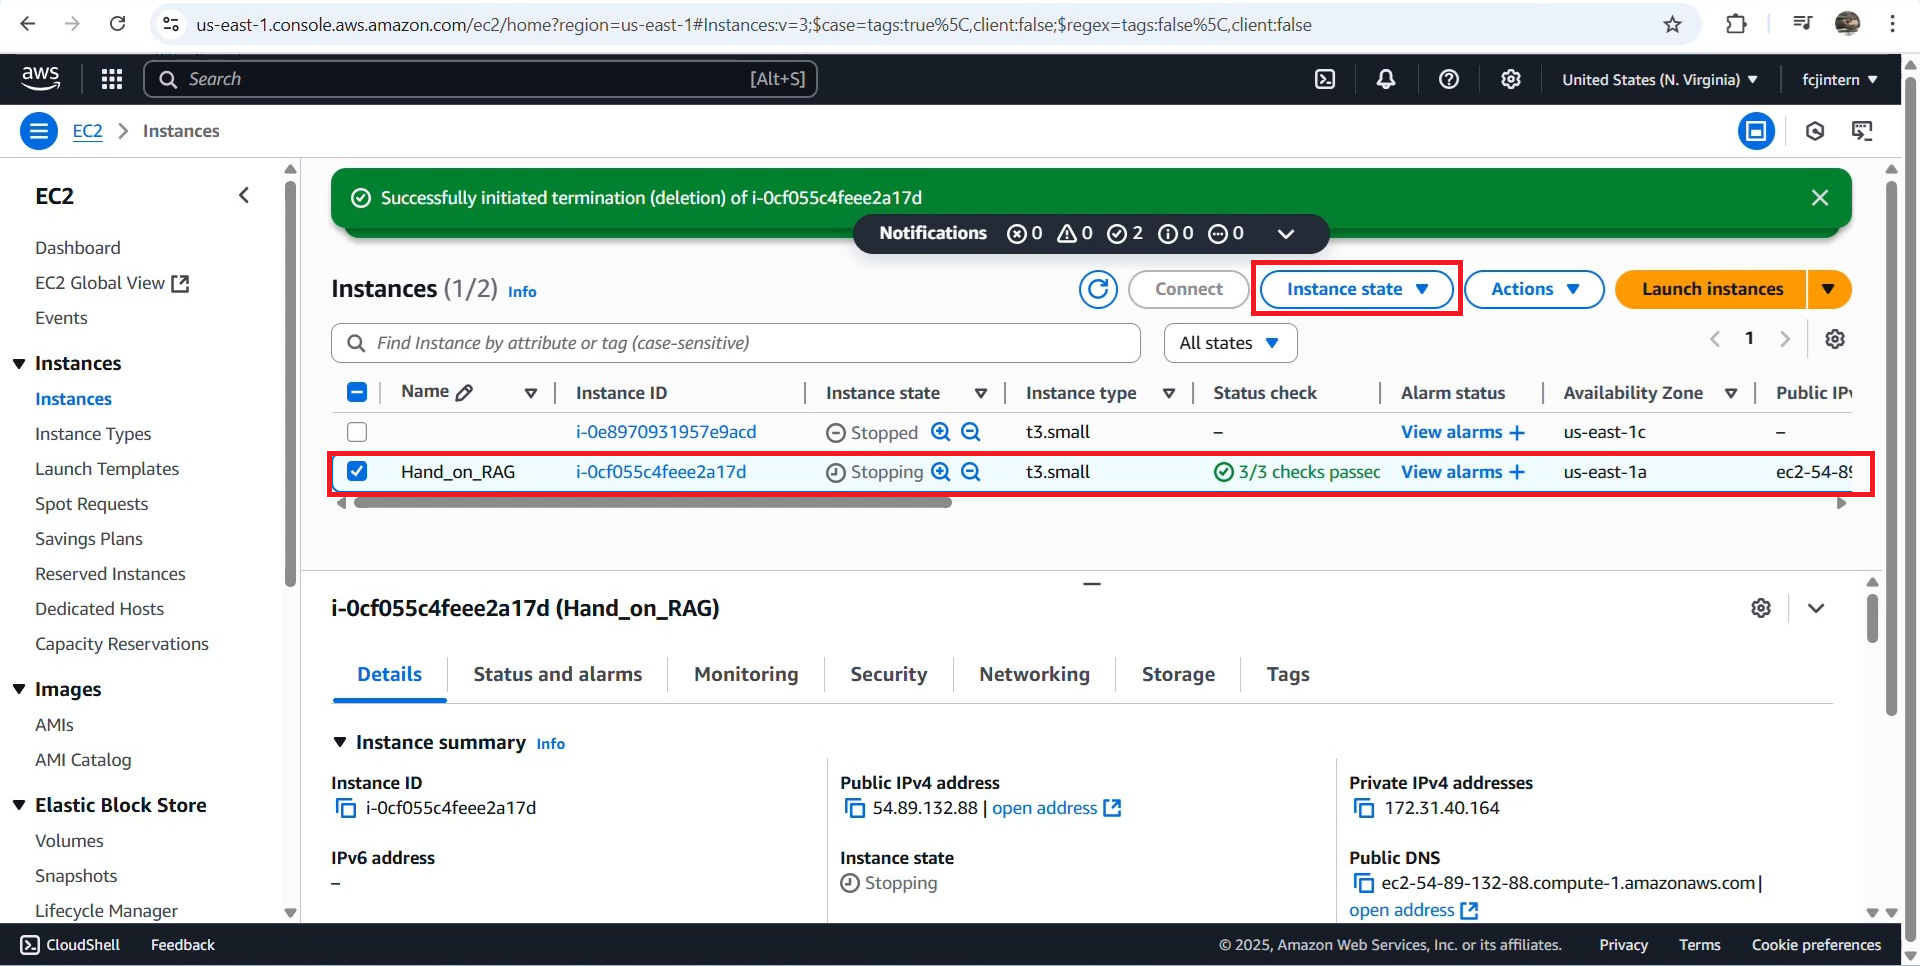 us-east-1.console.aws.amazon.com/ec2/home?region=us-east-1#Instances:v=3;$case=tags:true%5C,client:false;$regex=tags:false%5C,client:false
aws
Search
[Alt+S]
United States (N. Virginia)
fcjintern
EC2
Instances
EC2
Dashboard
EC2 Global View
Events
Instances
Instances
Instance Types
Launch Templates
Spot Requests
Savings Plans
Reserved Instances
Dedicated Hosts
Capacity Reservations
Images
AMIs
AMI Catalog
Elastic Block Store
Volumes
Snapshots
Lifecycle Manager
Successfully initiated termination (deletion) of i-0cf055c4feee2a17d
Notifications 0 0 2 0 0
Instances (1/2) Info
Connect
Instance state
Actions
Launch instances
Find Instance by attribute or tag (case-sensitive)
All states
1
Name Instance ID Instance state Instance type Status check Alarm status Availability Zone Public IPv
i-0e8970931957e9acd Stopped t3.small – View alarms + us-east-1c –
Hand_on_RAG i-0cf055c4feee2a17d Stopping t3.small 3/3 checks passec View alarms + us-east-1a ec2-54-89
i-0cf055c4feee2a17d (Hand_on_RAG)
Details Status and alarms Monitoring Security Networking Storage Tags
Instance summary Info
Instance ID
i-0cf055c4feee2a17d
Public IPv4 address
54.89.132.88 | open address
Private IPv4 addresses
172.31.40.164
IPv6 address
–
Instance state
Stopping
Public DNS
ec2-54-89-132-88.compute-1.amazonaws.com |
open address
CloudShell
Feedback
© 2025, Amazon Web Services, Inc. or its affiliates.
Privacy
Terms
Cookie preferences